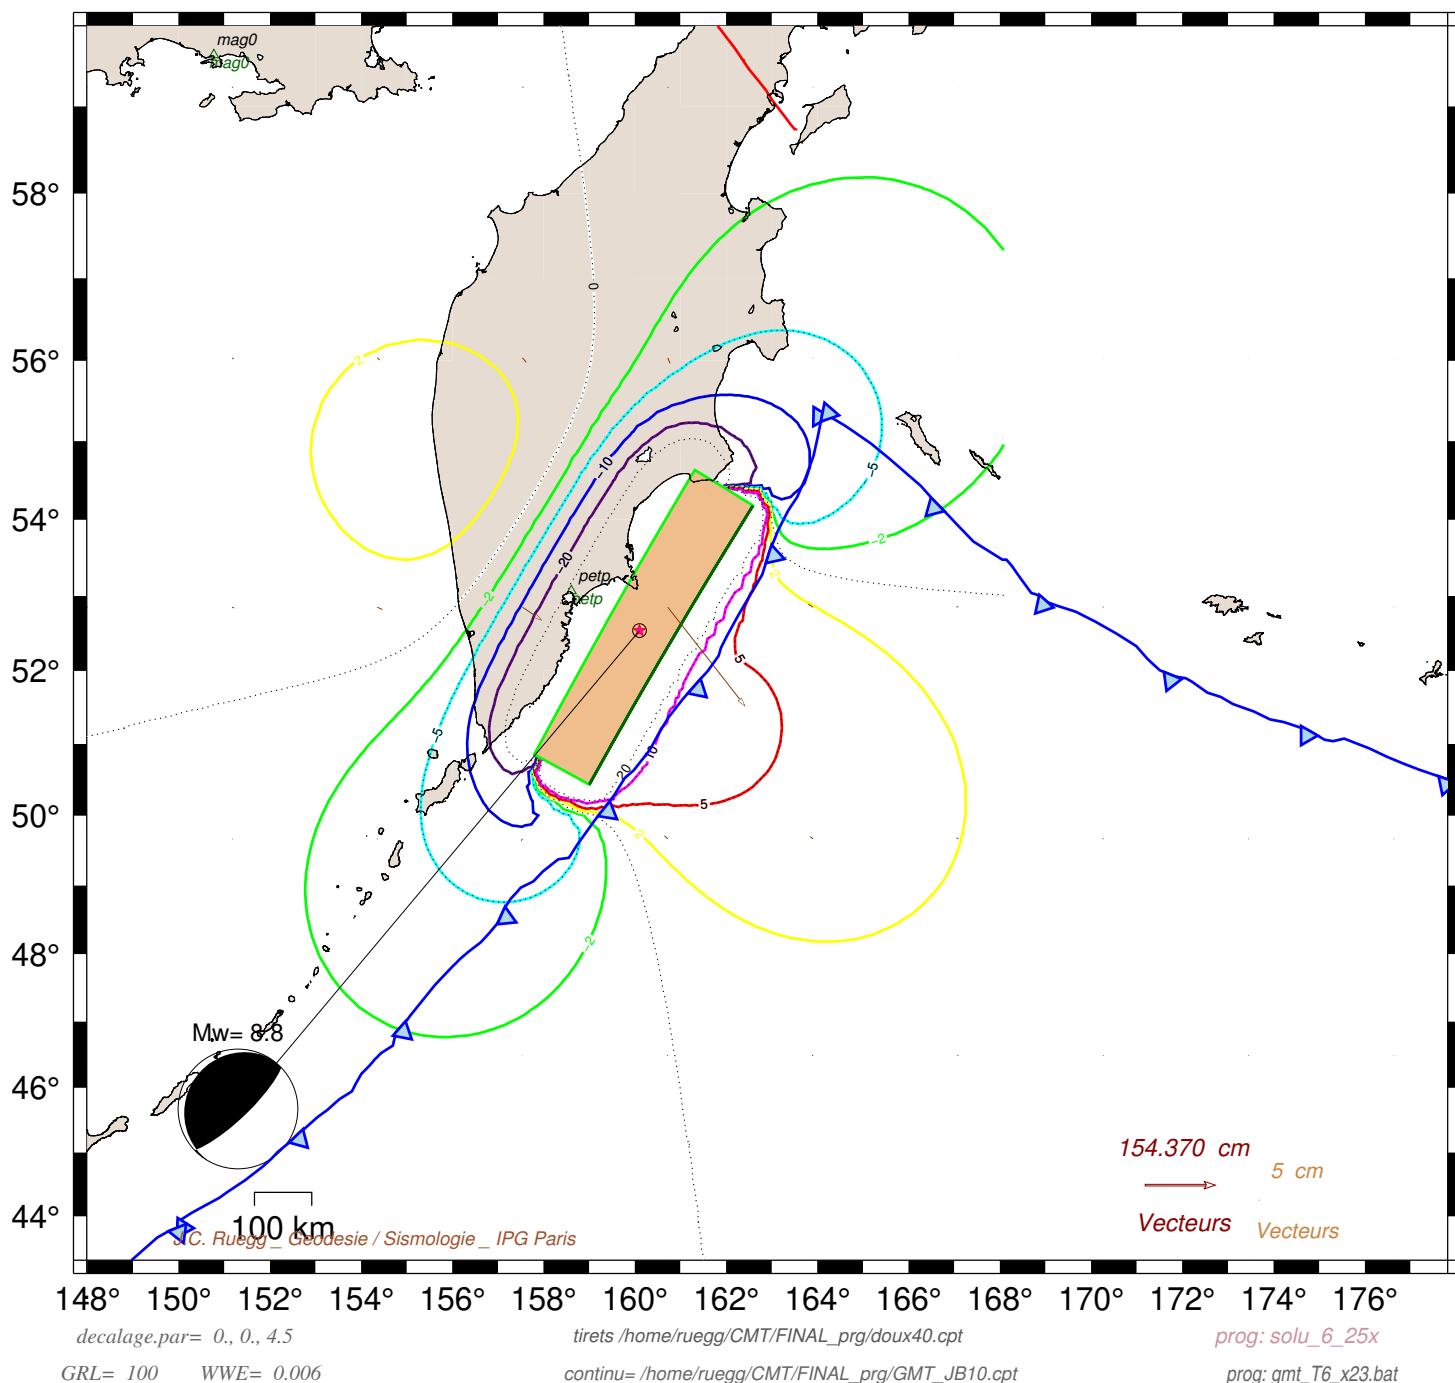 mag0
mag0
58°
0
6
2
0
56°
-10
-5
54°
-2
-20
petp
petp
2
-2
52°
5
-5
10
20
50°
5
2
48°
-2
Mw= 8.8
46°
154.370 cm
5 cm
44°
100 km
Vecteurs
Vecteurs
J.C. Ruegg _ Geodesie / Sismologie _ IPG Paris
148° 150° 152° 154° 156° 158° 160° 162° 164° 166° 168° 170° 172° 174° 176°
decalage.par= 0., 0., 4.5
tirets /home/ruegg/CMT/FINAL_prg/doux40.cpt
prog: solu_6_25x
GRL= 100 WWE= 0.006
continu= /home/ruegg/CMT/FINAL_prg/GMT_JB10.cpt
prog: gmt_T6_x23.bat